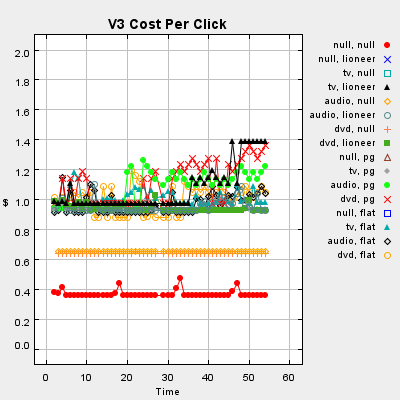 V3 Cost Per Click
2.0
1.8
1.6
1.4
1.2
1.0
0.8
0.6
0.4
0.2
0.0
$
0
10
20
30
40
50
60
Time
null, null
null, lioneer
tv, null
tv, lioneer
audio, null
audio, lioneer
dvd, null
dvd, lioneer
null, pg
tv, pg
audio, pg
dvd, pg
null, flat
tv, flat
audio, flat
dvd, flat